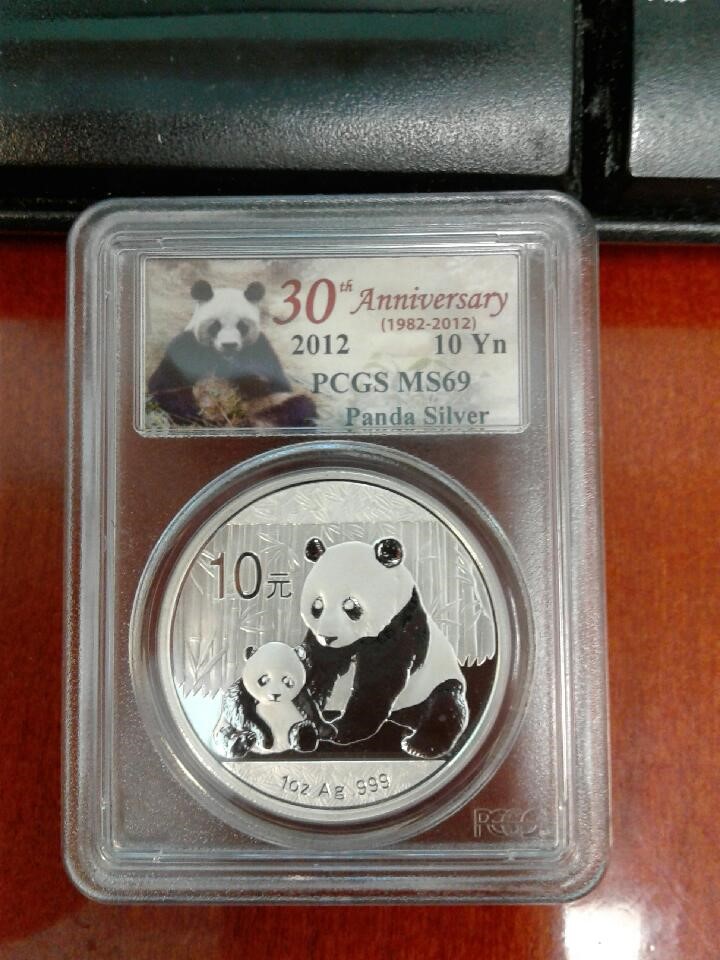 30th Anniversary
(1982-2012)
2012 10 Yn
PCGS MS69
Panda Silver
10元
1oz Ag 999
PCGS